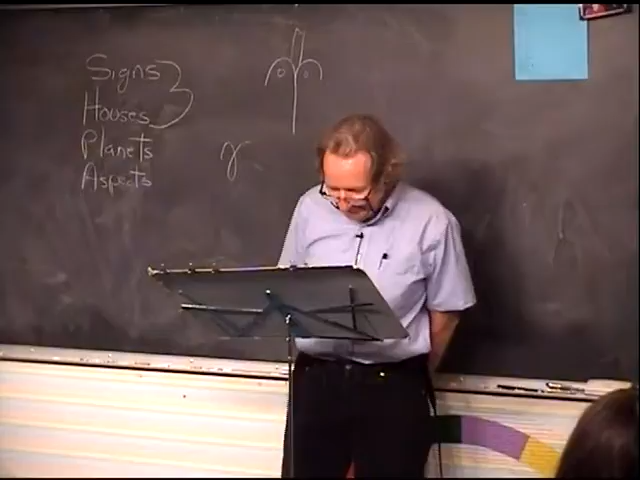 Signs
Houses
Planets
Aspects
γ